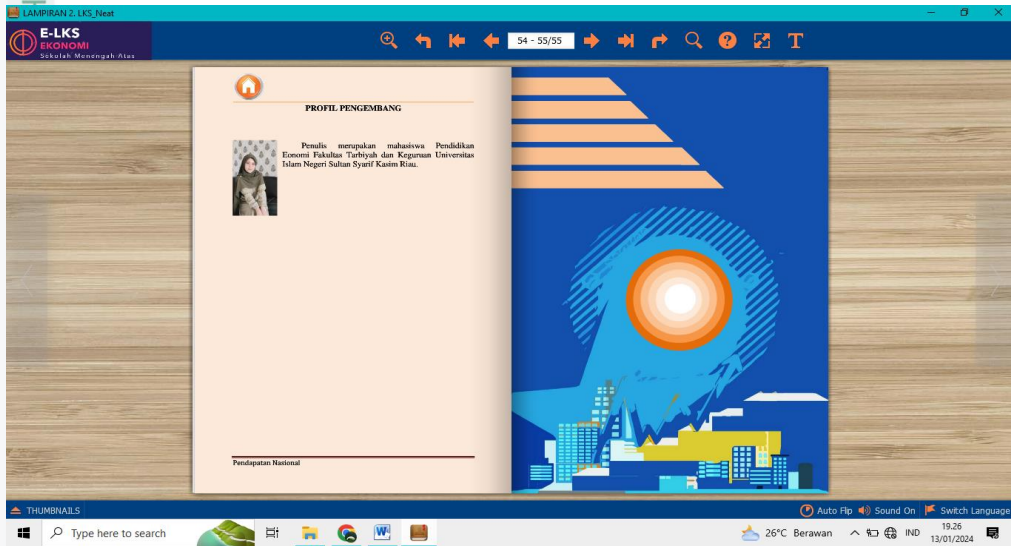 LAMPIRAN 2. LKS_Neat
E-LKS
EKONOMI
Sekolah Menengah Atas
54 - 55/55
T
PROFIL PENGEMBANG
Penulis merupakan mahasiswa Pendidikan
Eonomi Fakultas Tarbiyah dan Keguruan Universitas
Islam Negeri Sultan Syarif Kasim Riau.
Pendapatan Nasional
THUMBNAILS
Auto Flip Sound On Switch Language
Type here to search
26°C Berawan IND
19.26
13/01/2024